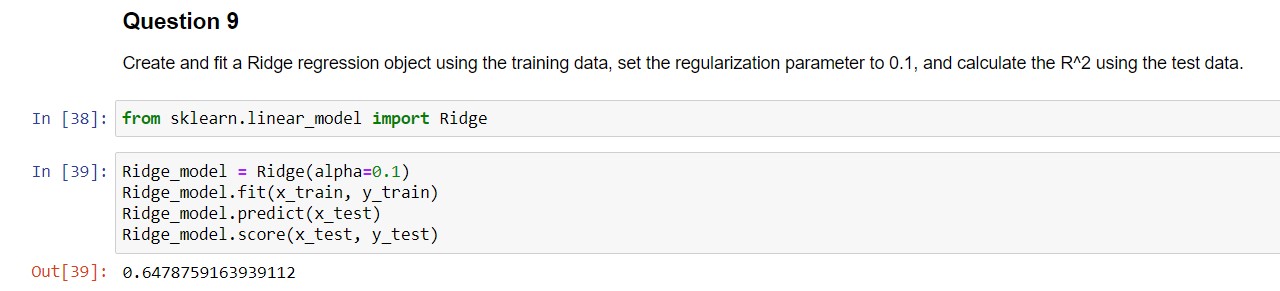 Question 9
Create and fit a Ridge regression object using the training data, set the regularization parameter to 0.1, and calculate the R^2 using the test data.
In [38]: from sklearn.linear_model import Ridge
In [39]: Ridge_model = Ridge(alpha=0.1)
Ridge_model.fit(x_train, y_train)
Ridge_model.predict(x_test)
Ridge_model.score(x_test, y_test)
Out[39]: 0.6478759163939112